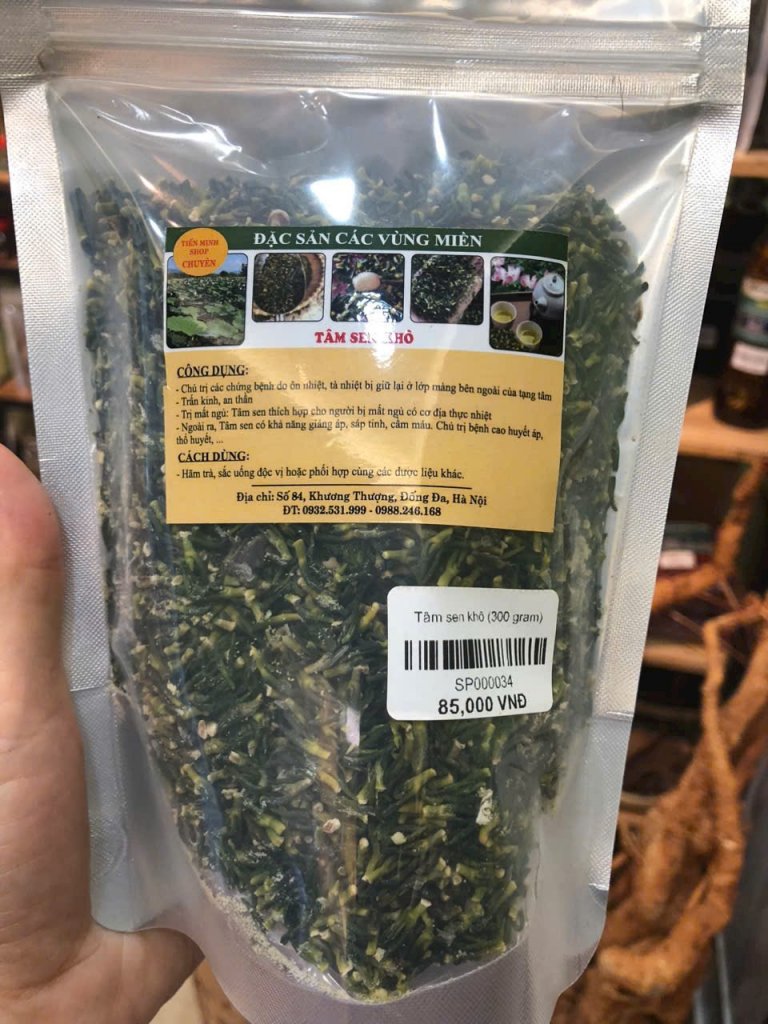 TIẾN MINH
SHOP
CHUYÊN
ĐẶC SẢN CÁC VÙNG MIỀN
TÂM SEN KHÔ
CÔNG DỤNG:
- Chủ trị các chứng bệnh do ôn nhiệt, tà nhiệt bị giữ lại ở lớp màng bên ngoài của tạng tâm
- Trấn kinh, an thần
- Trị mất ngủ: Tâm sen thích hợp cho người bị mất ngủ có cơ địa thực nhiệt
- Ngoài ra, Tâm sen có khả năng giảng áp, sáp tinh, cầm máu. Chủ trị bệnh cao huyết áp,
thổ huyết, ...
CÁCH DÙNG:
- Hãm trà, sắc uống độc vị hoặc phối hợp cùng các dược liệu khác.
Địa chỉ: Số 84, Khương Thượng, Đống Đa, Hà Nội
ĐT: 0932.531.999 - 0988.246.168
Tâm sen khô (300 gram)
SP000034
85,000 VNĐ